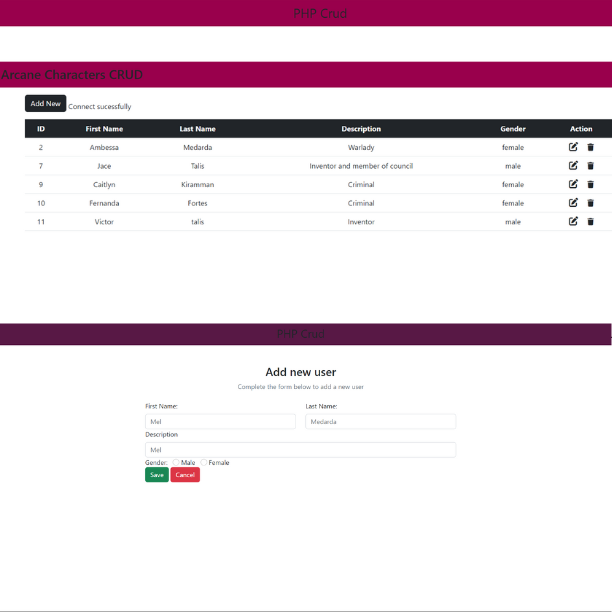 PHP Crud
Arcane Characters CRUD
Add New Connect sucessfully
ID First Name Last Name Description Gender Action
2 Ambessa Medarda Warlady female
7 Jace Talis Inventor and member of council male
9 Caitlyn Kiramman Criminal female
10 Fernanda Fortes Criminal female
11 Victor talis Inventor male
PHP Crud
Add new user
Complete the form below to add a new user
First Name: Last Name:
Mel Medarda
Description
Mel
Gender: Male Female
Save Cancel